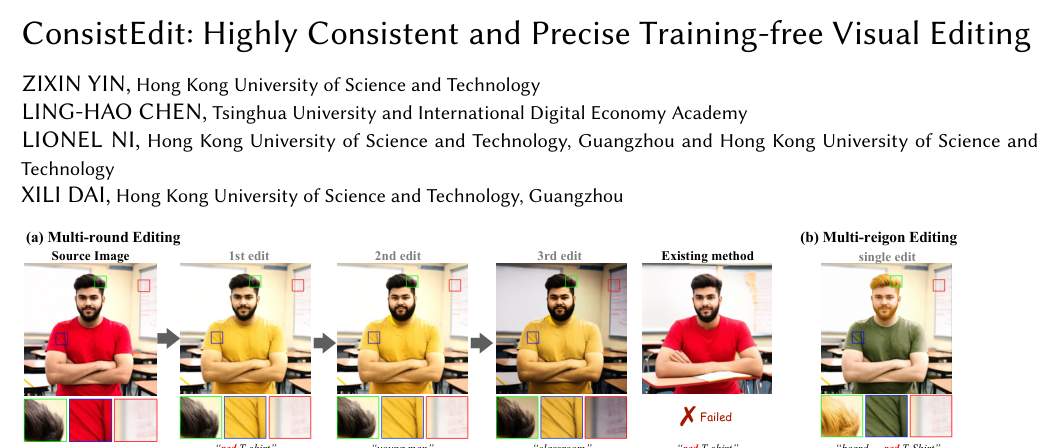 ConsistEdit: Highly Consistent and Precise Training-free Visual Editing
ZIXIN YIN, Hong Kong University of Science and Technology
LING-HAO CHEN, Tsinghua University and International Digital Economy Academy
LIONEL NI, Hong Kong University of Science and Technology, Guangzhou and Hong Kong University of Science and
Technology
XILI DAI, Hong Kong University of Science and Technology, Guangzhou
(a) Multi-round Editing
(b) Multi-reigon Editing
Source Image
1st edit
2nd edit
3rd edit
Existing method
single edit
✗ Failed